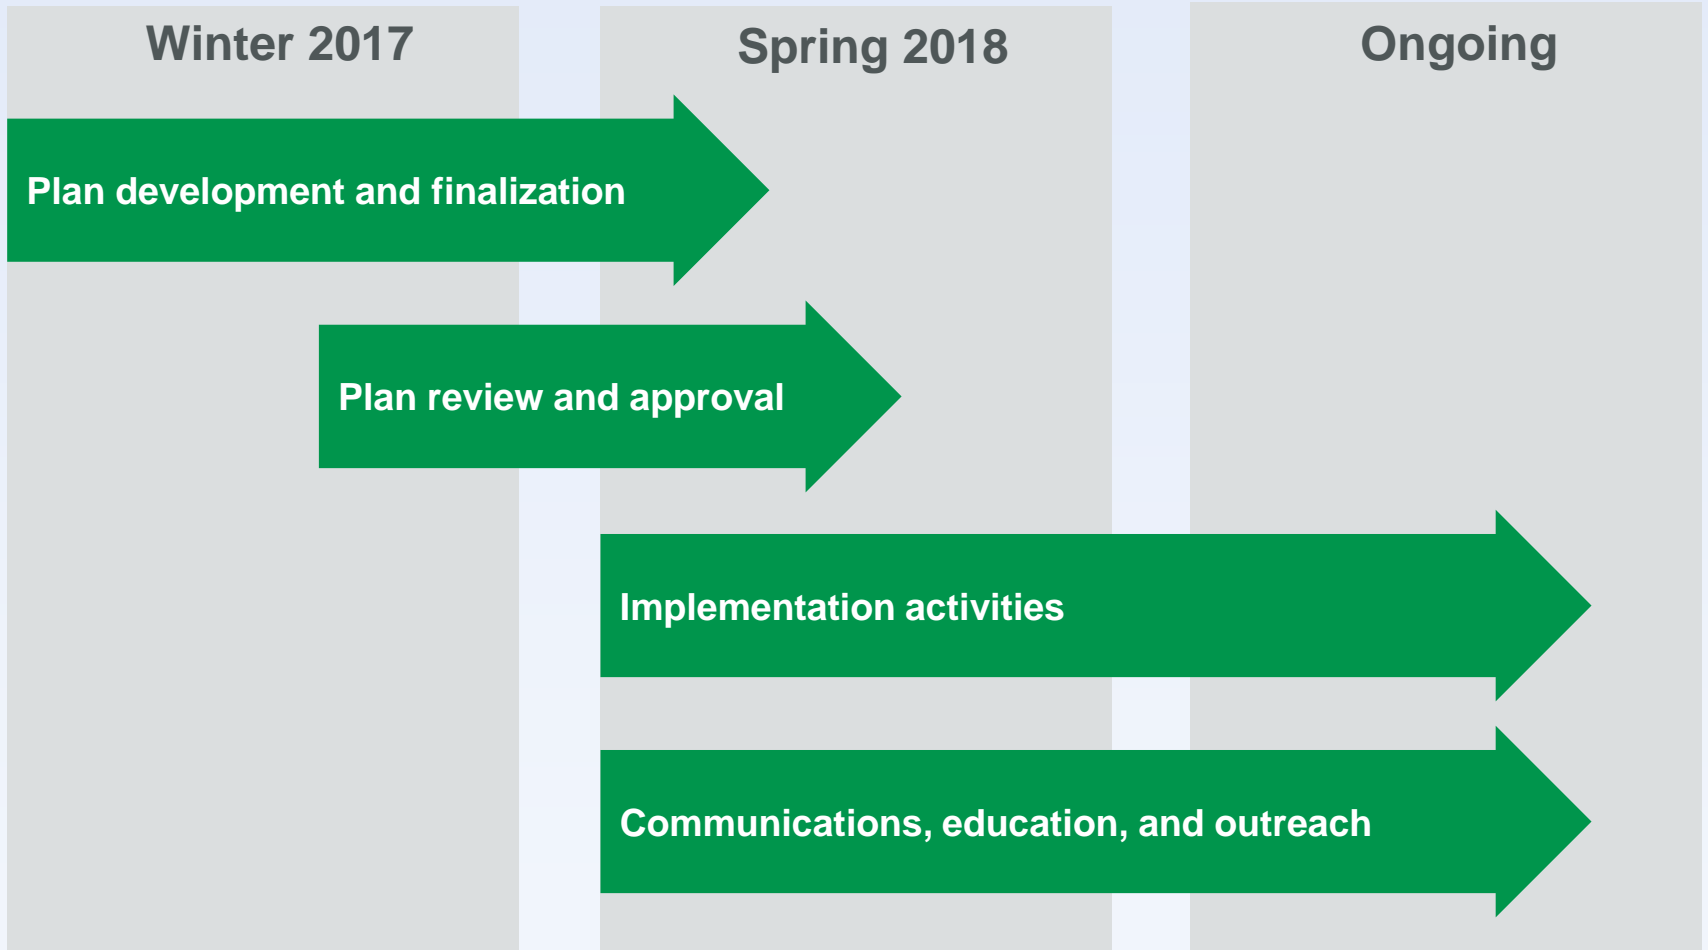 Winter 2017
Spring 2018
Ongoing
Plan development and finalization
Plan review and approval
Implementation activities
Communications, education, and outreach